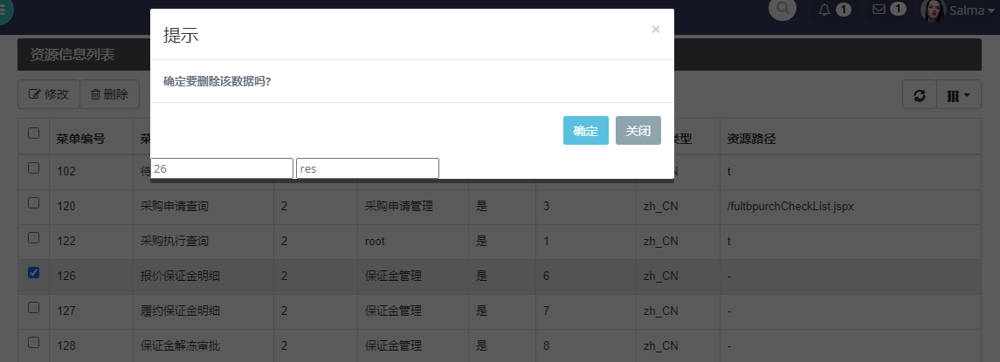 1
1
Salma
提示
×
资源信息列表
确定要删除该数据吗?
修改
删除
确定
关闭
菜单编号
类型
资源路径
26
res
102
t
120
采购申请查询
2
采购申请管理
是
3
zh_CN
/fultbpurchCheckList.jspx
122
采购执行查询
2
root
是
1
zh_CN
t
126
报价保证金明细
2
保证金管理
是
6
zh_CN
-
127
履约保证金明细
2
保证金管理
是
7
zh_CN
-
128
保证金解冻审批
2
保证金管理
是
8
zh_CN
-